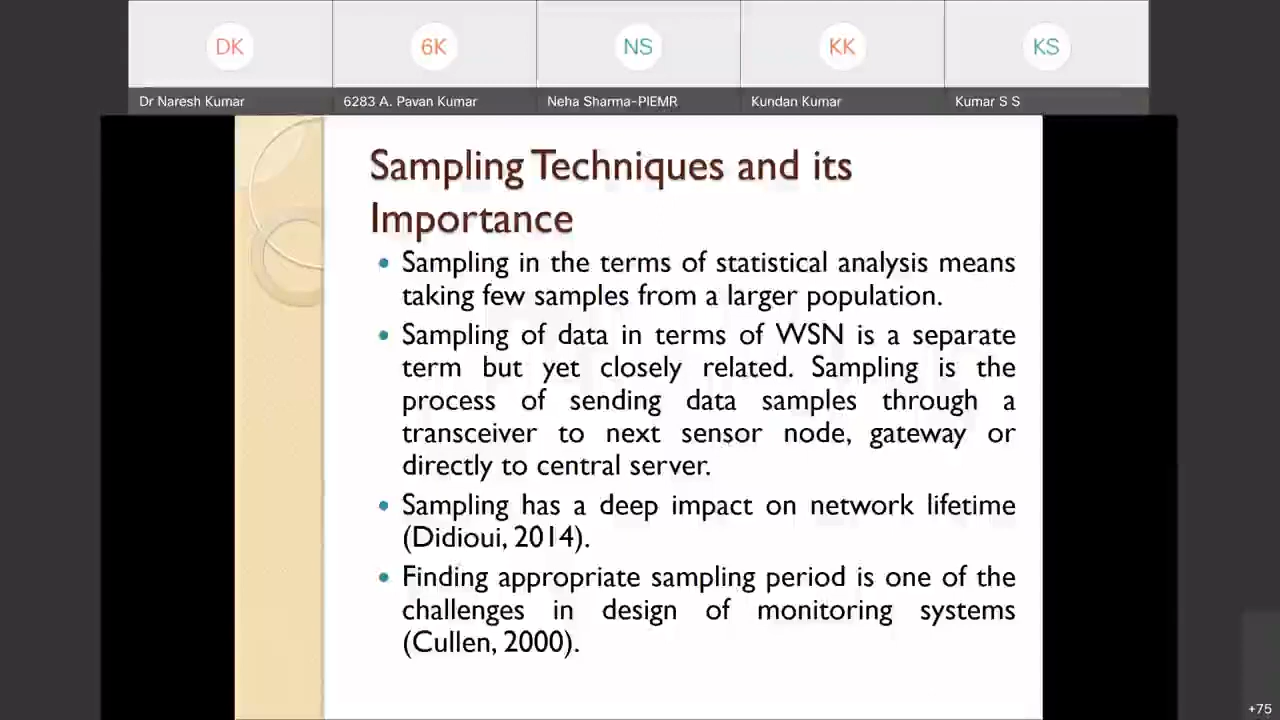 DK
6K
NS
KK
KS
Dr Naresh Kumar
6283 A. Pavan Kumar
Neha Sharma-PIEMR
Kundan Kumar
Kumar S S
Sampling Techniques and its
Importance
• Sampling in the terms of statistical analysis means
taking few samples from a larger population.
• Sampling of data in terms of WSN is a separate
term but yet closely related. Sampling is the
process of sending data samples through a
transceiver to next sensor node, gateway or
directly to central server.
• Sampling has a deep impact on network lifetime
(Didioui, 2014).
• Finding appropriate sampling period is one of the
challenges in design of monitoring systems
(Cullen, 2000).
+75